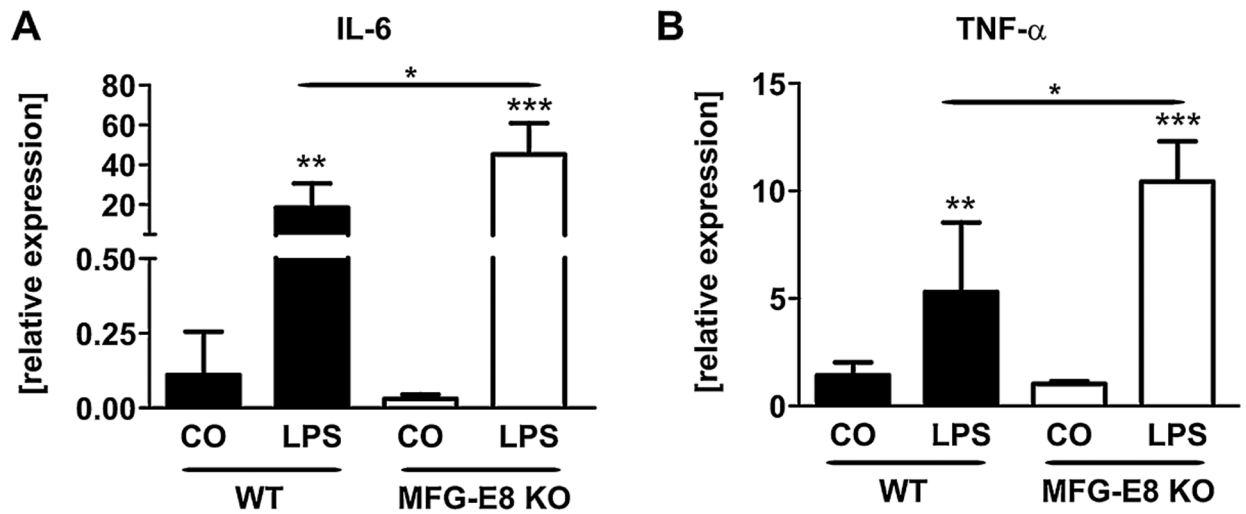 A
IL-6
[relative expression]
80
60
40
20
0.50
0.25
0.00
*
**
***
CO LPS CO LPS
WT MFG-E8 KO
B
TNF-α
[relative expression]
15
10
5
0
*
**
***
CO LPS CO LPS
WT MFG-E8 KO